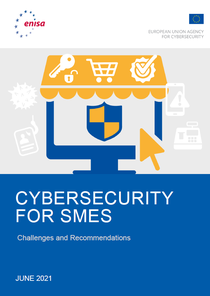 enisa
EUROPEAN UNION AGENCY
FOR CYBERSECURITY
CYBERSECURITY
FOR SMES
Challenges and Recommendations
JUNE 2021